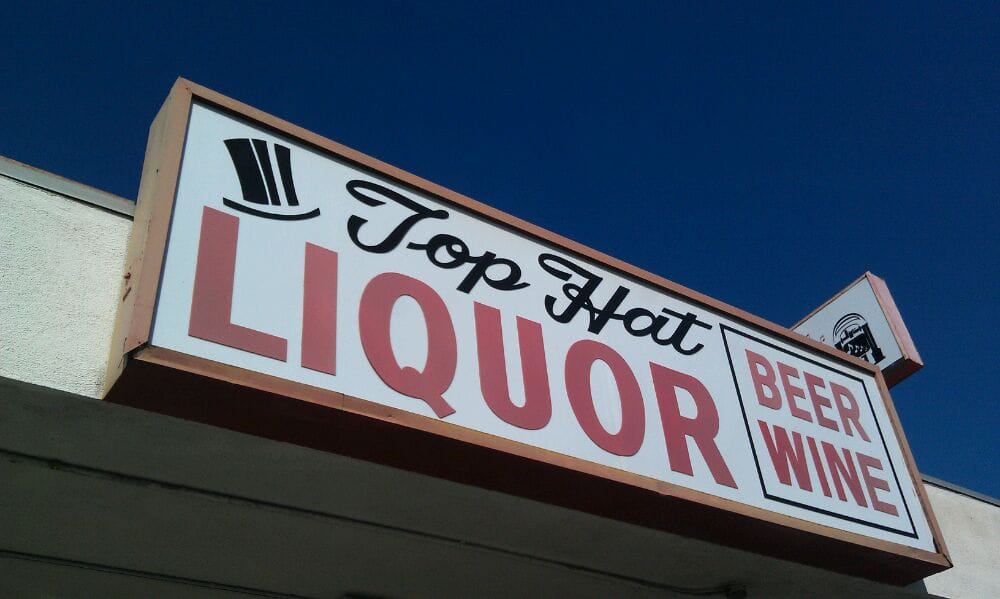 Top Hat
LIQUOR
BEER
WINE